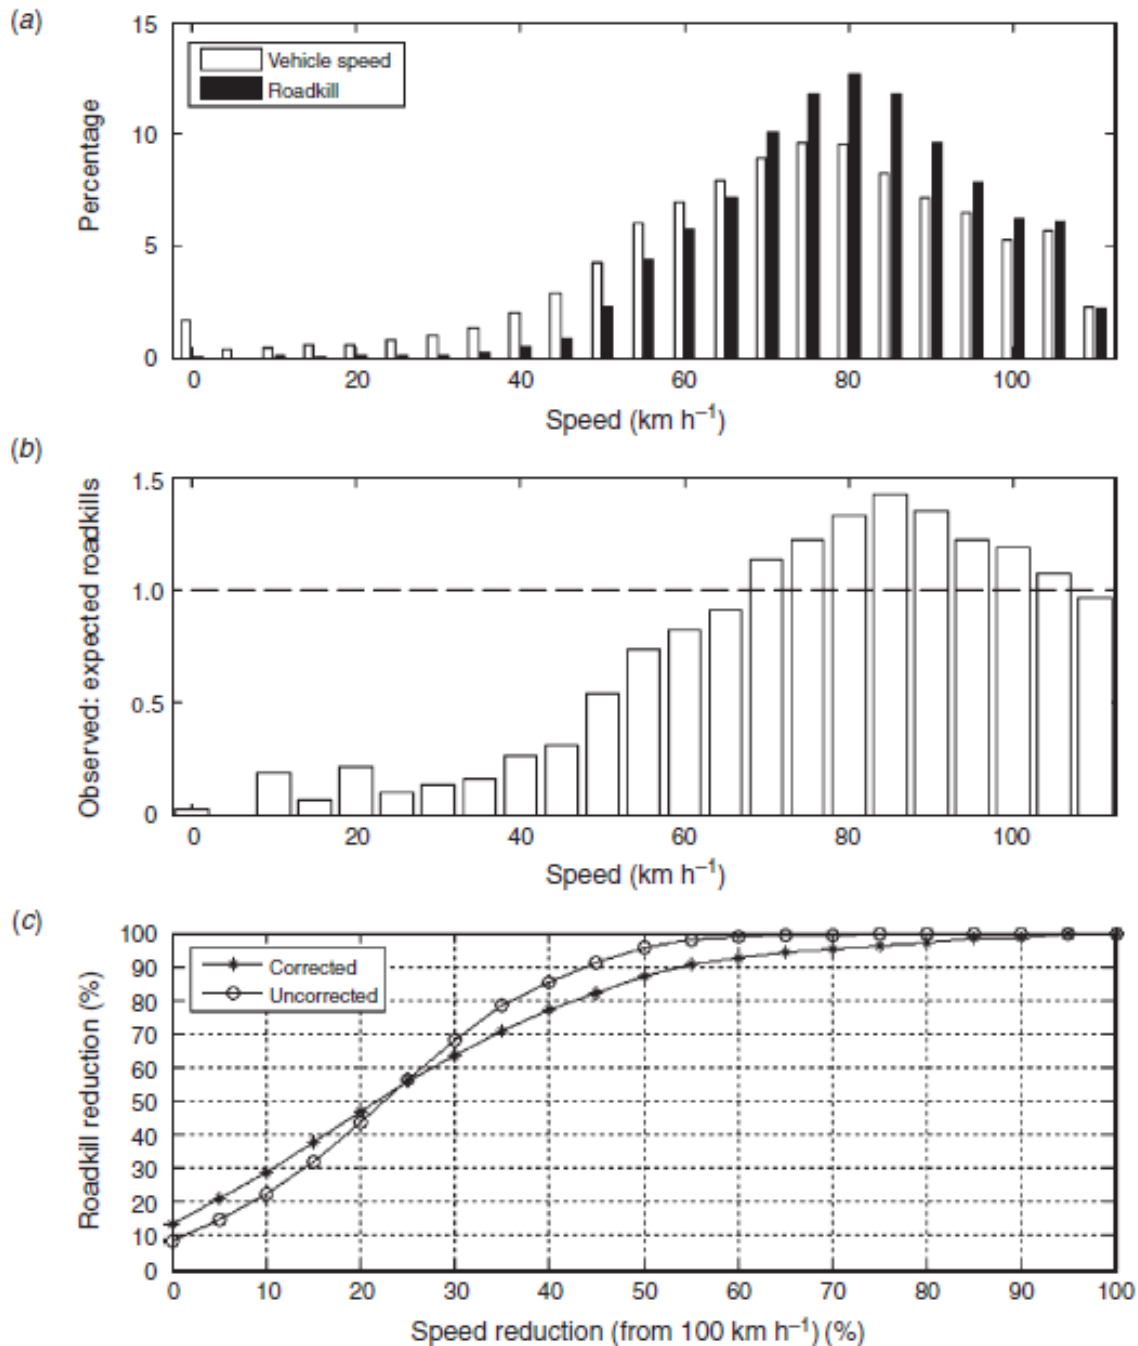 (a)
15
10
5
0
Percentage
Vehicle speed
Roadkill
0 20 40 60 80 100
Speed (km h⁻¹)
(b)
1.5
1.0
0.5
0
Observed: expected roadkills
0 20 40 60 80 100
Speed (km h⁻¹)
(c)
100
90
80
70
60
50
40
30
20
10
0
Roadkill reduction (%)
Corrected
Uncorrected
0 10 20 30 40 50 60 70 80 90 100
Speed reduction (from 100 km h⁻¹) (%)